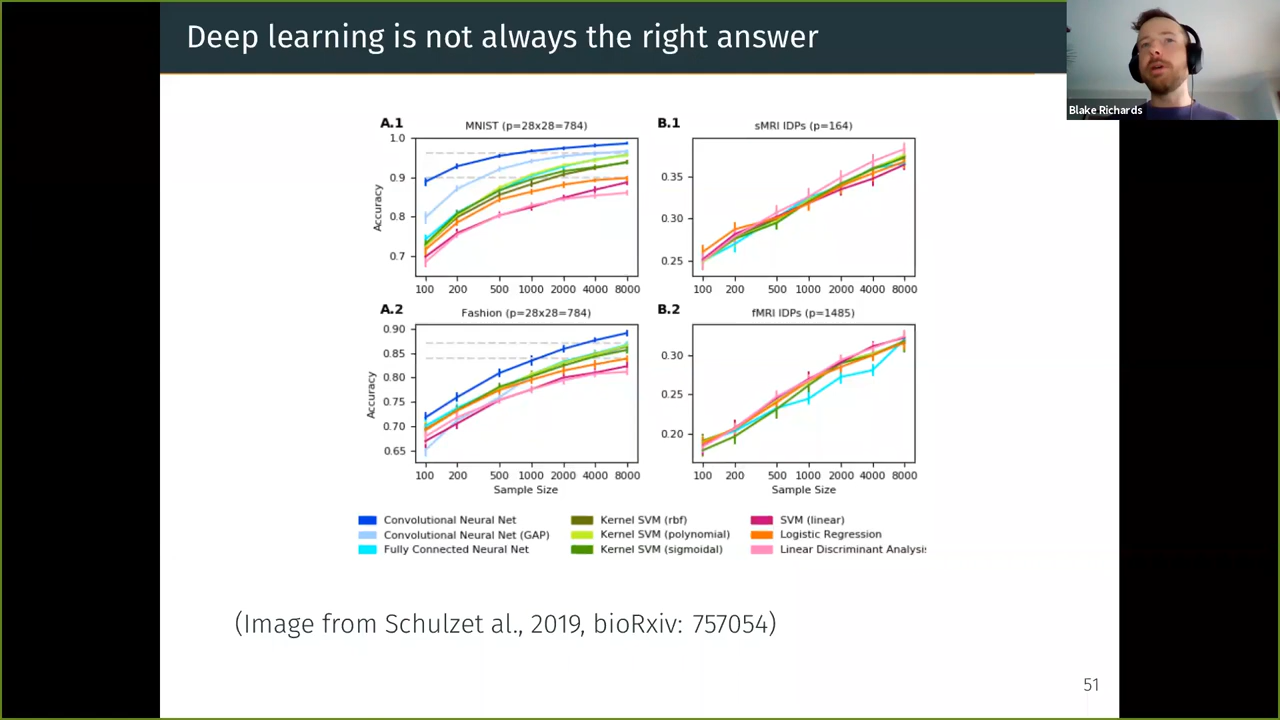 Deep learning is not always the right answer
Blake Richards
A.1
MNIST (p=28x28=784)
1.0
0.9
0.8
0.7
Accuracy
100 200 500 1000 2000 4000 8000
B.1
sMRI IDPs (p=164)
0.35
0.30
0.25
100 200 500 1000 2000 4000 8000
A.2
Fashion (p=28x28=784)
0.90
0.85
0.80
0.75
0.70
0.65
Accuracy
100 200 500 1000 2000 4000 8000
Sample Size
B.2
fMRI IDPs (p=1485)
0.30
0.25
0.20
100 200 500 1000 2000 4000 8000
Sample Size
Convolutional Neural Net
Convolutional Neural Net (GAP)
Fully Connected Neural Net
Kernel SVM (rbf)
Kernel SVM (polynomial)
Kernel SVM (sigmoidal)
SVM (linear)
Logistic Regression
Linear Discriminant Analysis
(Image from Schulzet al., 2019, bioRxiv: 757054)
51